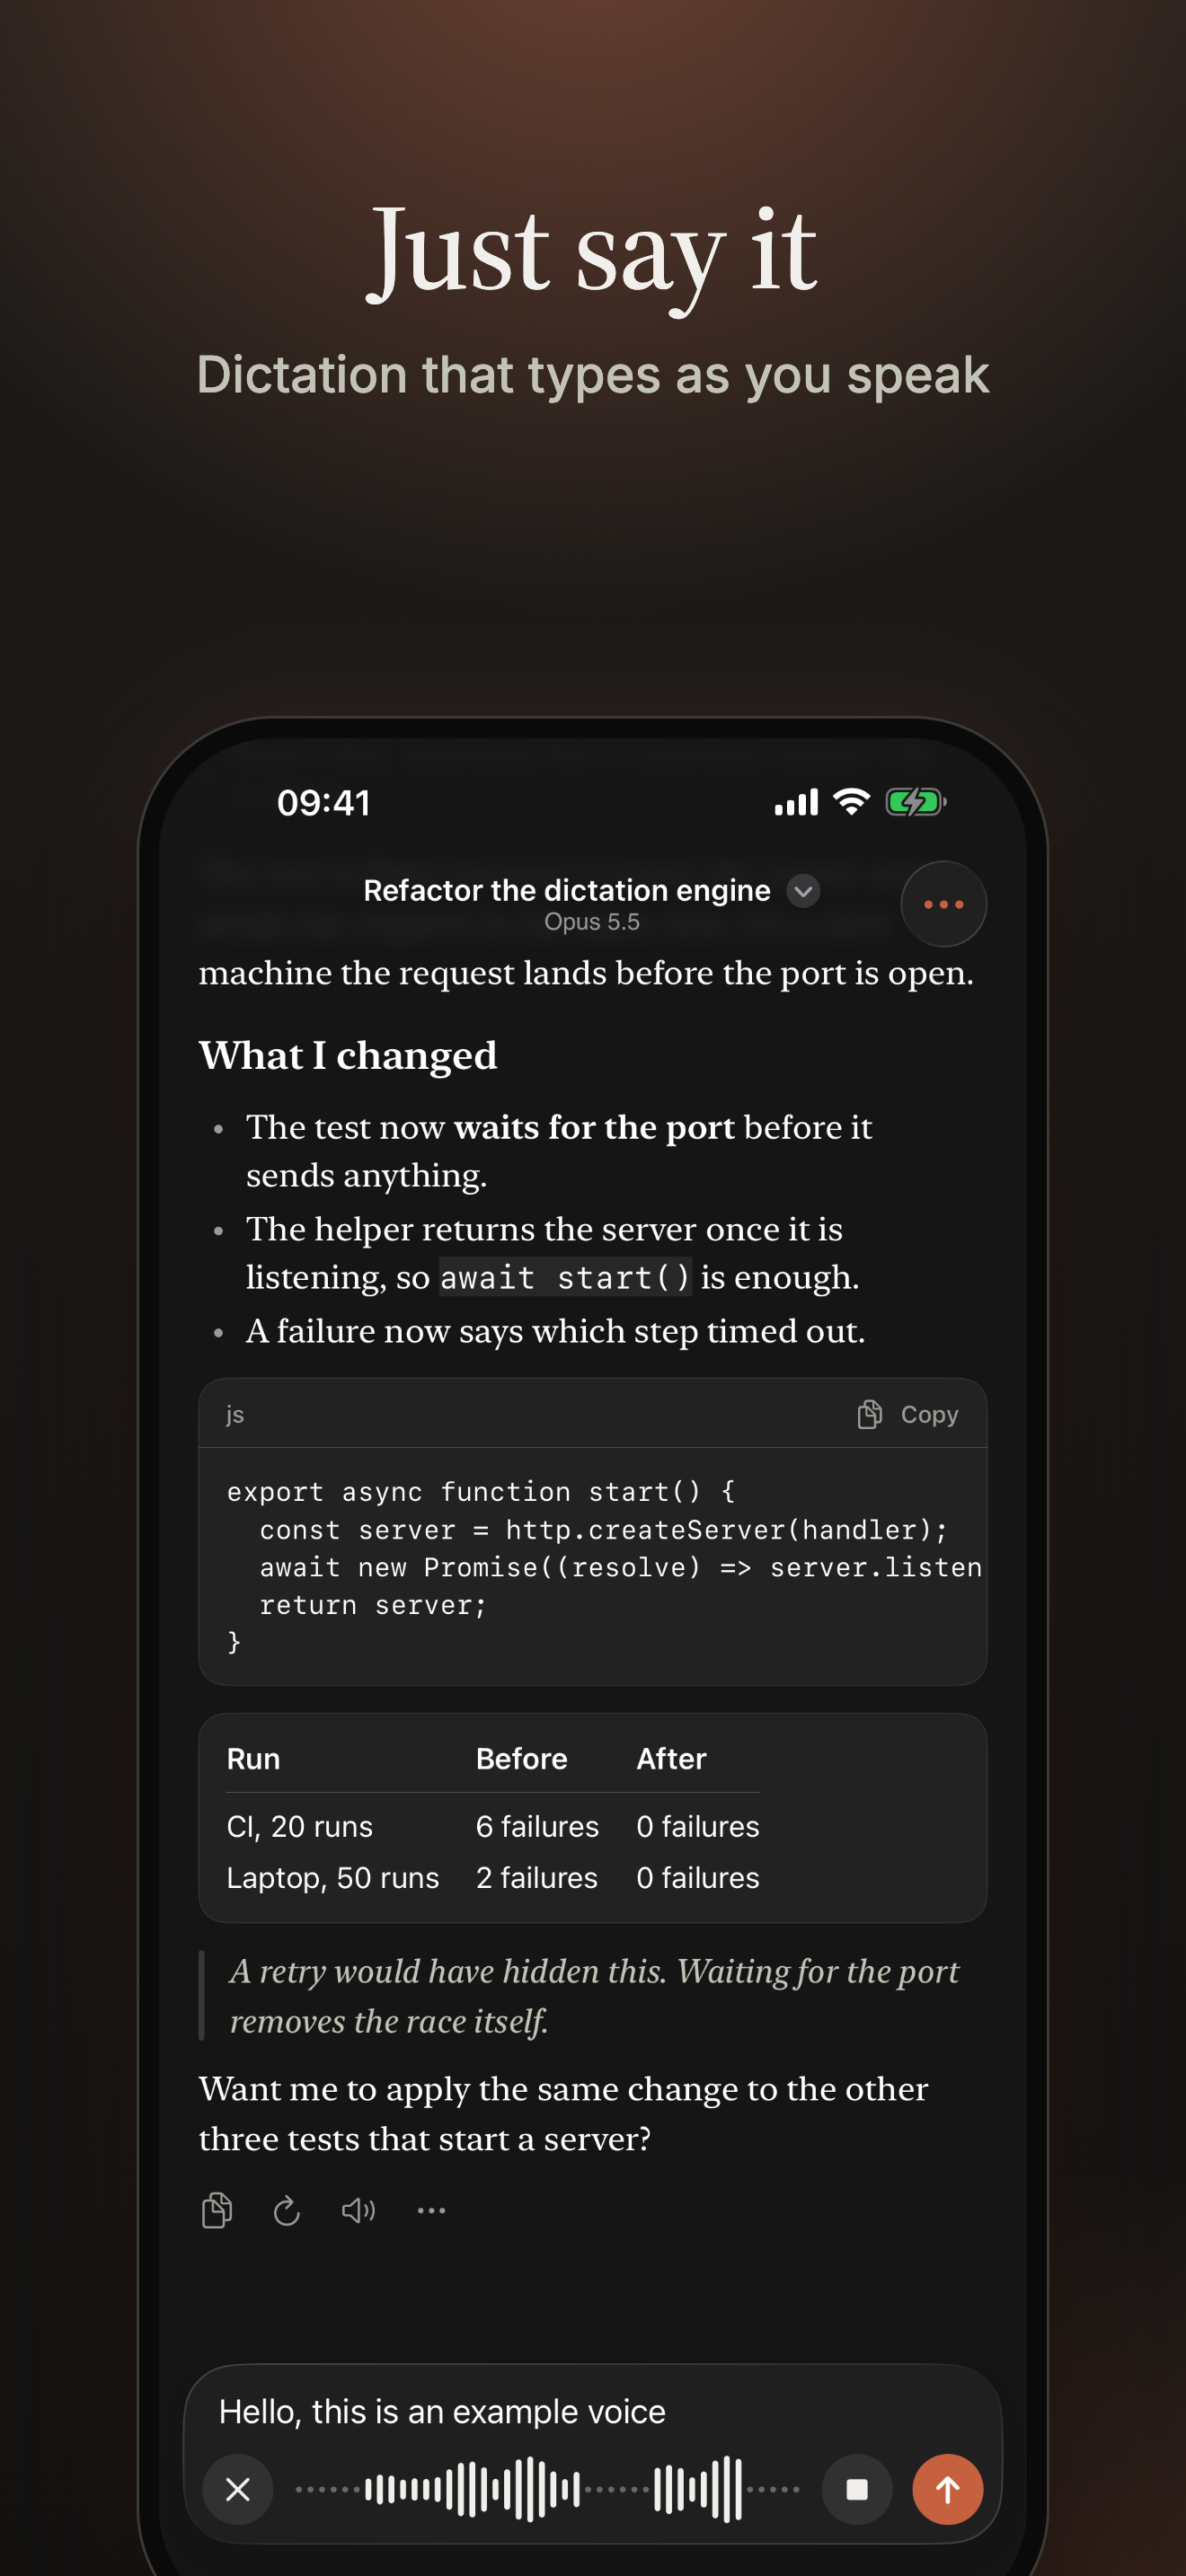 Just say it
Dictation that types as you speak
09:41
Refactor the dictation engine
Opus 5.5
machine the request lands before the port is open.
What I changed
• The test now waits for the port before it
sends anything.
• The helper returns the server once it is
listening, so await start() is enough.
• A failure now says which step timed out.
js Copy
export async function start() {
  const server = http.createServer(handler);
  await new Promise((resolve) => server.listen
  return server;
}
Run Before After
CI, 20 runs 6 failures 0 failures
Laptop, 50 runs 2 failures 0 failures
A retry would have hidden this. Waiting for the port
removes the race itself.
Want me to apply the same change to the other
three tests that start a server?
Hello, this is an example voice